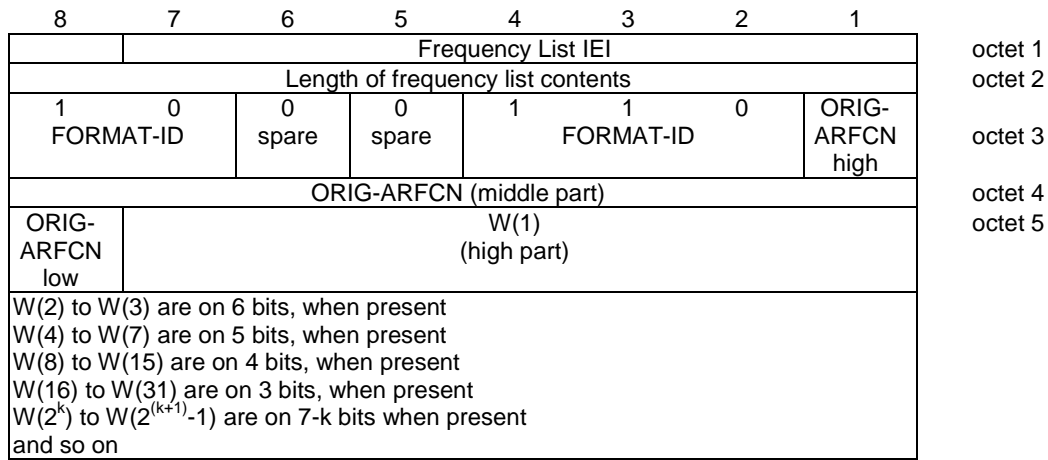 8 7 6 5 4 3 2 1
Frequency List IEI octet 1
Length of frequency list contents octet 2
1 0 0 0 1 1 0 ORIG-
FORMAT-ID spare spare FORMAT-ID ARFCN octet 3
high
ORIG-ARFCN (middle part) octet 4
ORIG- W(1) octet 5
ARFCN (high part)
low
W(2) to W(3) are on 6 bits, when present
W(4) to W(7) are on 5 bits, when present
W(8) to W(15) are on 4 bits, when present
W(16) to W(31) are on 3 bits, when present
W(2^k) to W(2^(k+1)-1) are on 7-k bits when present
and so on